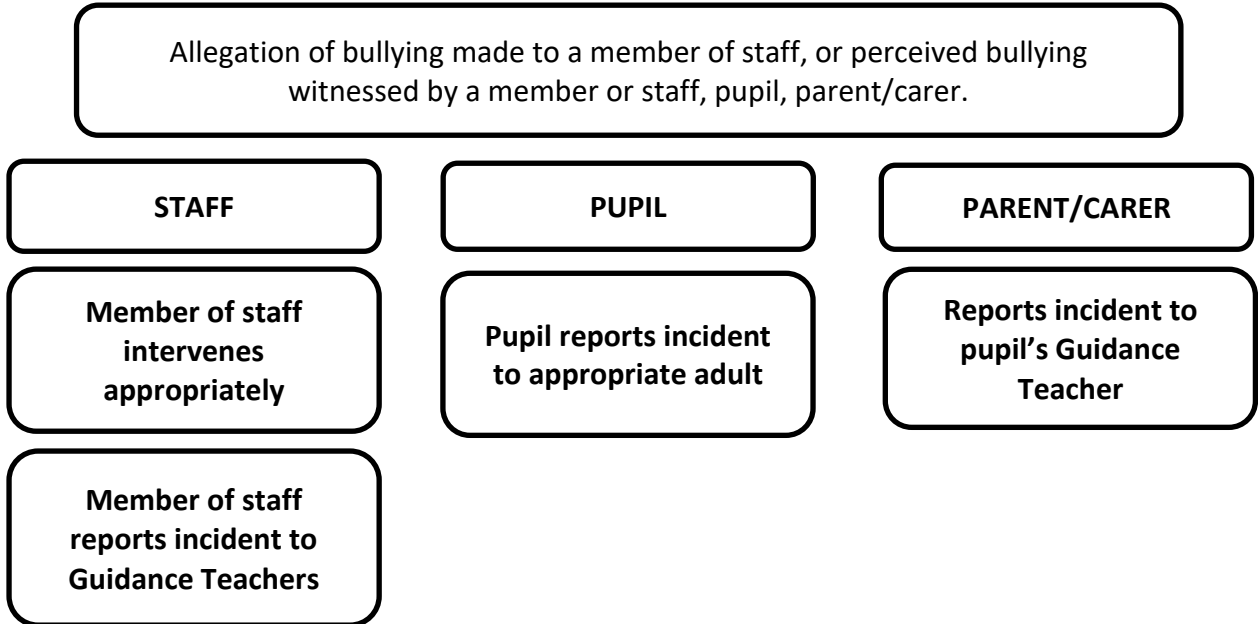 Allegation of bullying made to a member of staff, or perceived bullying
witnessed by a member or staff, pupil, parent/carer.
STAFF
PUPIL
PARENT/CARER
Member of staff
intervenes
appropriately
Pupil reports incident
to appropriate adult
Reports incident to
pupil’s Guidance
Teacher
Member of staff
reports incident to
Guidance Teachers